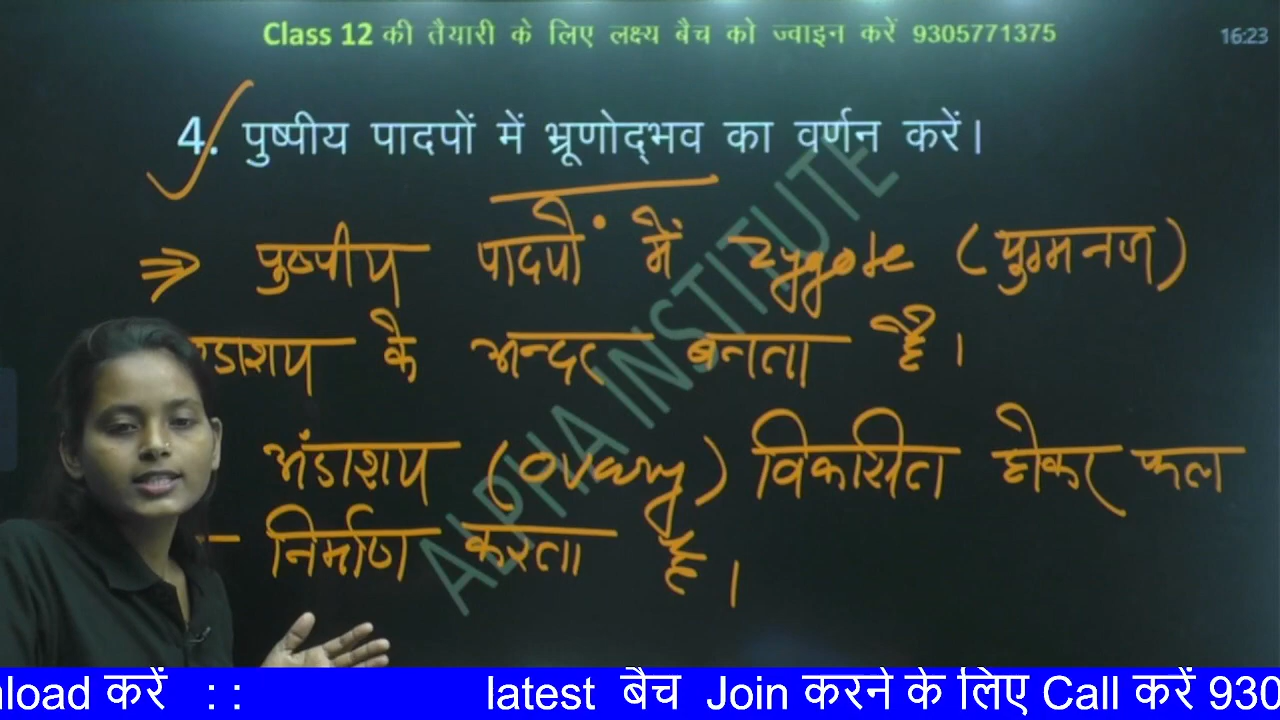 Class 12 की तैयारी के लिए लक्ष्य बैच को ज्वाइन करें 9305771375
16:23
4. पुष्पीय पादपों में भ्रूणोद्भव का वर्णन करें।
⇒ पुष्पीय पादपों में Zygote (युग्मनज)
डाशय के अन्दर बनता है।
अंडाशय (Ovary) विकसित होकर फल
निर्माण करता है।
ALPHA INSTITUTE
nload करें : : latest बैच Join करने के लिए Call करें 930